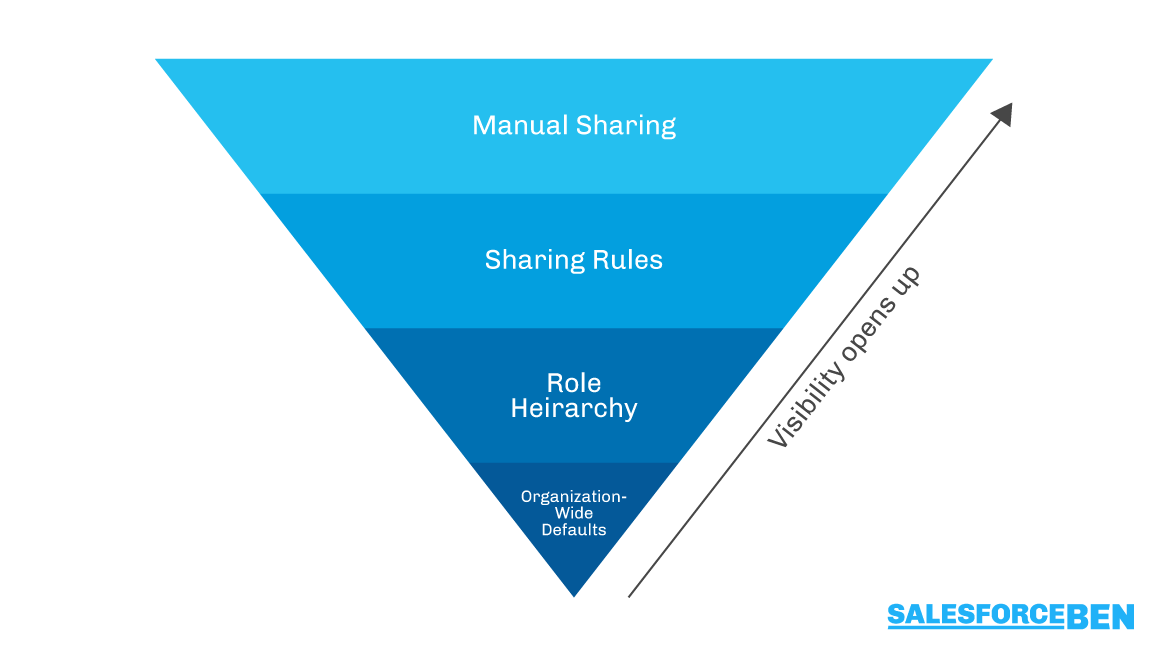 Manual Sharing
Sharing Rules
Role
Heirarchy
Organization-
Wide
Defaults
Visibility opens up
SALESFORCEBEN